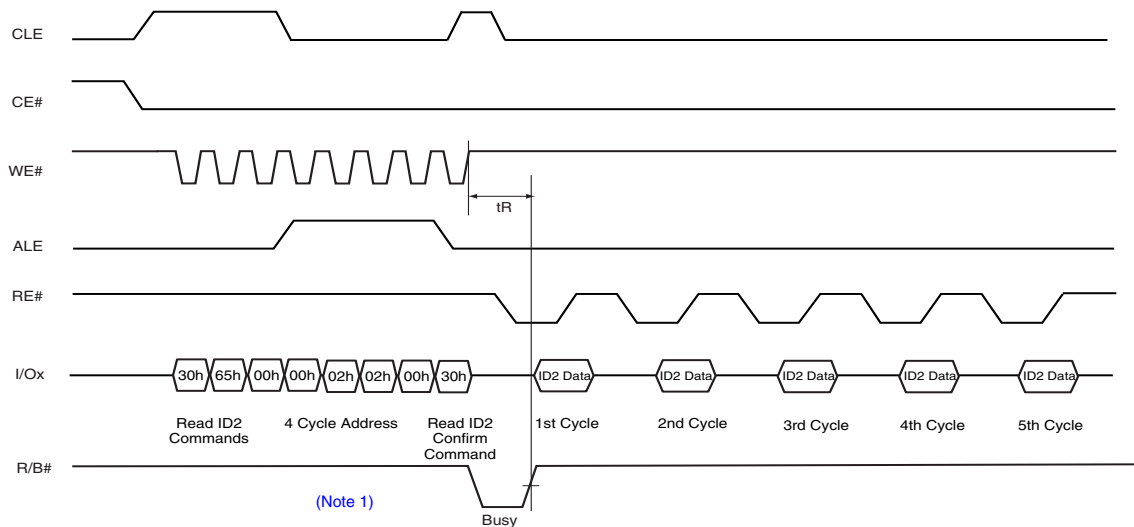 CLE
CE#
WE#
tR
ALE
RE#
I/Ox
30h 65h 00h 00h 02h 02h 00h 30h ID2 Data ID2 Data ID2 Data ID2 Data ID2 Data
Read ID2
Commands
4 Cycle Address
Read ID2
Confirm
Command
1st Cycle
2nd Cycle
3rd Cycle
4th Cycle
5th Cycle
R/B#
(Note 1)
Busy